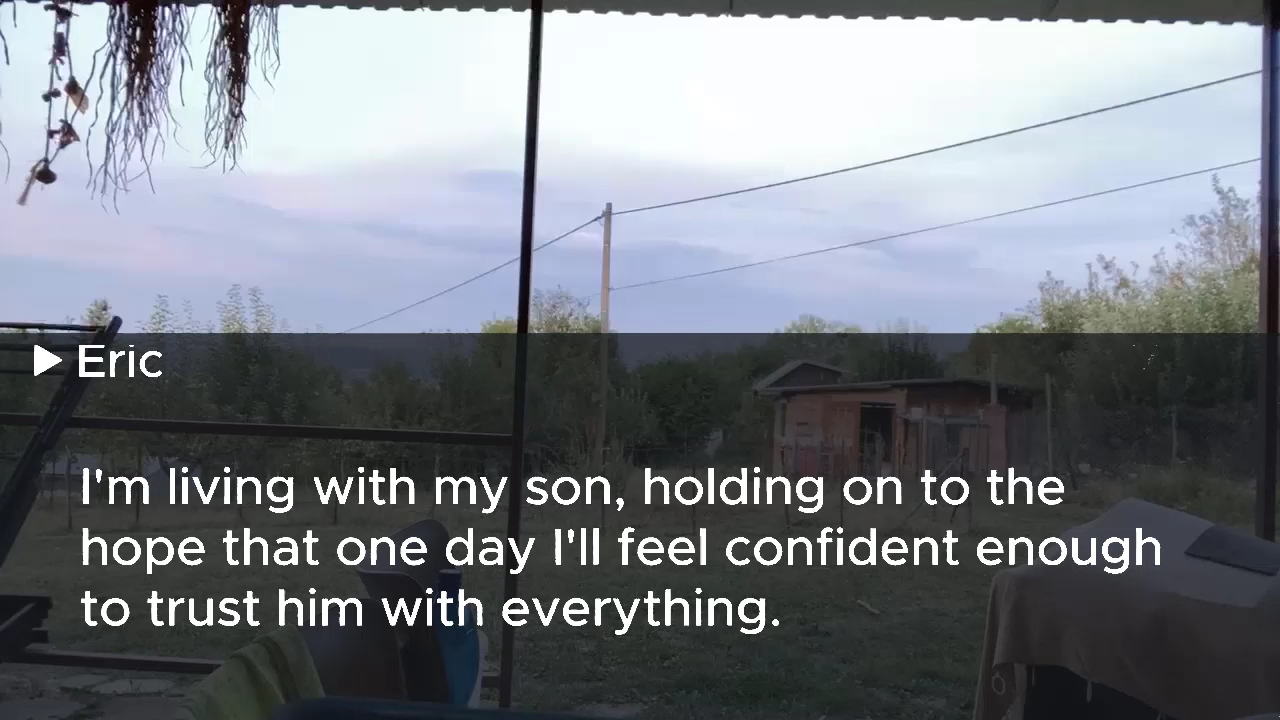 Eric
I'm living with my son, holding on to the
hope that one day I'll feel confident enough
to trust him with everything.